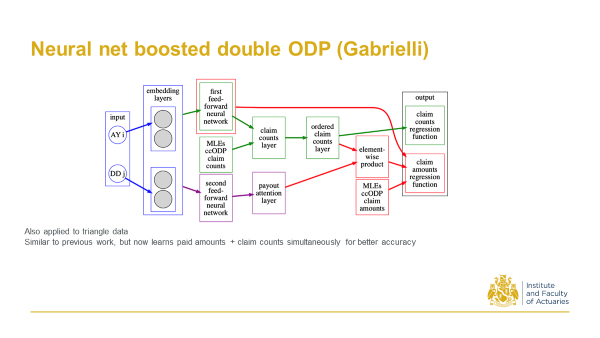 Neural net boosted double ODP (Gabrielli)
input
AY i
DD j
embedding
layers
first
feed-
forward
neural
network
MLEs
ccODP
claim
counts
second
feed-
forward
neural
network
claim
counts
layer
payout
attention
layer
ordered
claim
counts
layer
element-
wise
product
MLEs
ccODP
claim
amounts
output
claim
counts
regression
function
claim
amounts
regression
function
Also applied to triangle data
Similar to previous work, but now learns paid amounts + claim counts simultaneously for better accuracy
Institute
and Faculty
of Actuaries